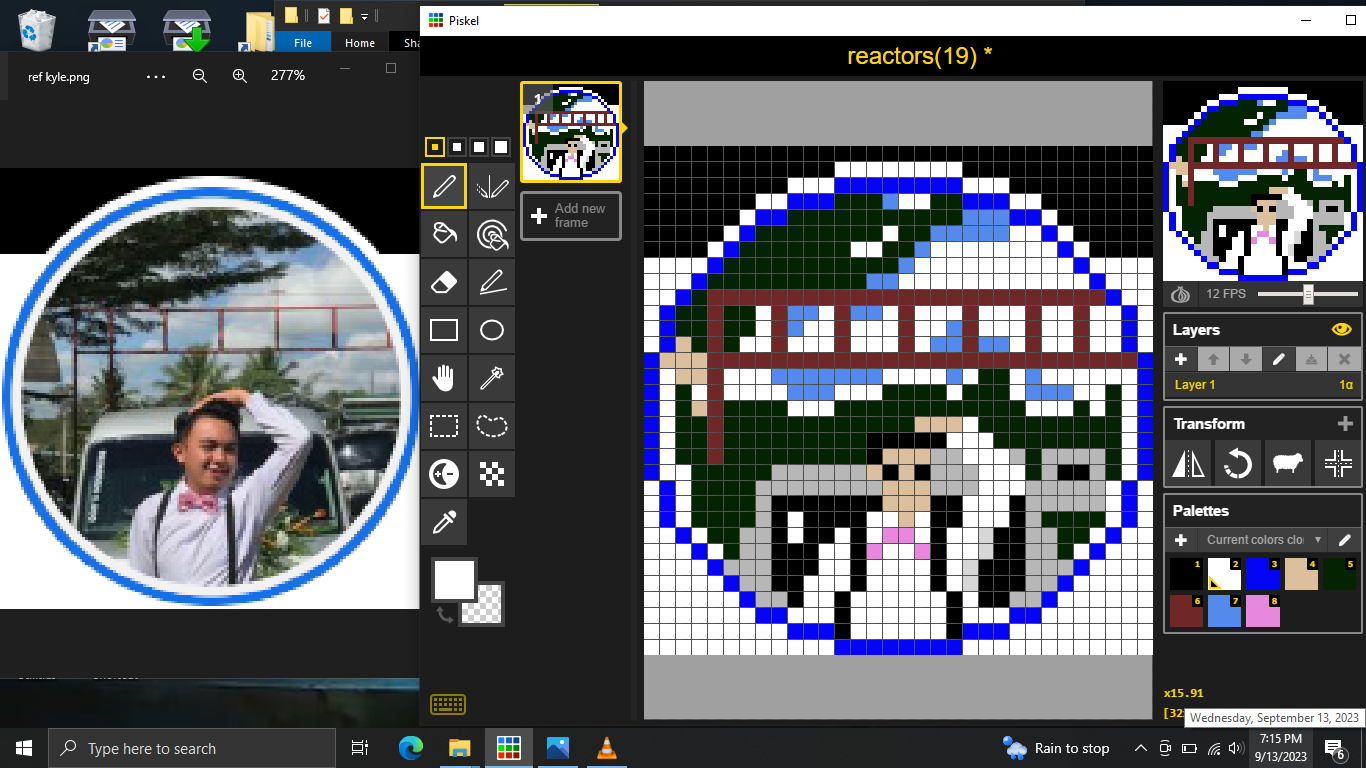 File
Home
Sha
ref kyle.png
277%
Piskel
reactors(19) *
1
Add new
frame
12 FPS
Layers
Layer 1
1α
Transform
Palettes
Current colors clo
1
2
3
4
5
6
7
8
x15.91
[32
Wednesday, September 13, 2023
Type here to search
Rain to stop
7:15 PM
9/13/2023
6